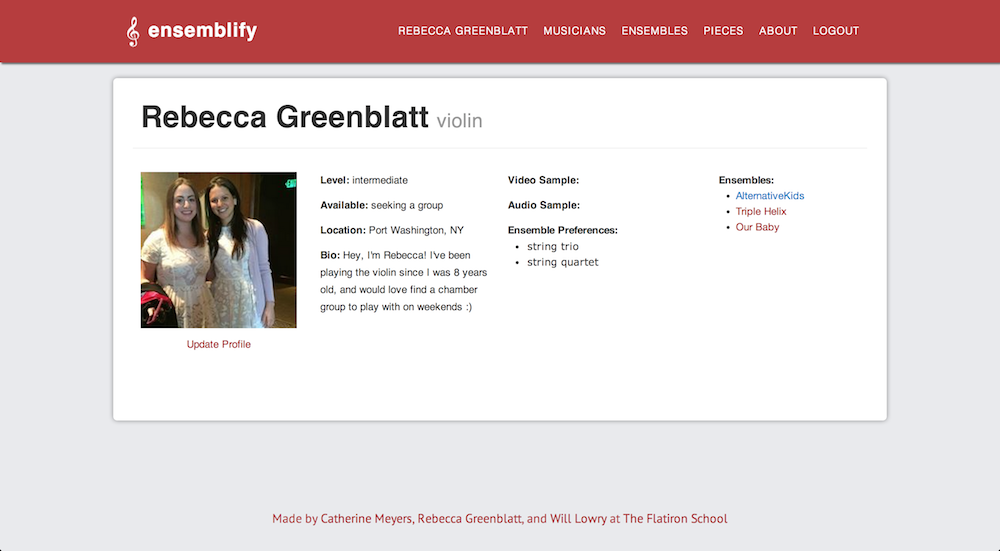 ensemblify
REBECCA GREENBLATT MUSICIANS ENSEMBLES PIECES ABOUT LOGOUT
Rebecca Greenblatt violin
Update Profile
Level: intermediate
Available: seeking a group
Location: Port Washington, NY
Bio: Hey, I'm Rebecca! I've been
playing the violin since I was 8 years
old, and would love find a chamber
group to play with on weekends :)
Video Sample:
Audio Sample:
Ensemble Preferences:
• string trio
• string quartet
Ensembles:
• AlternativeKids
• Triple Helix
• Our Baby
Made by Catherine Meyers, Rebecca Greenblatt, and Will Lowry at The Flatiron School